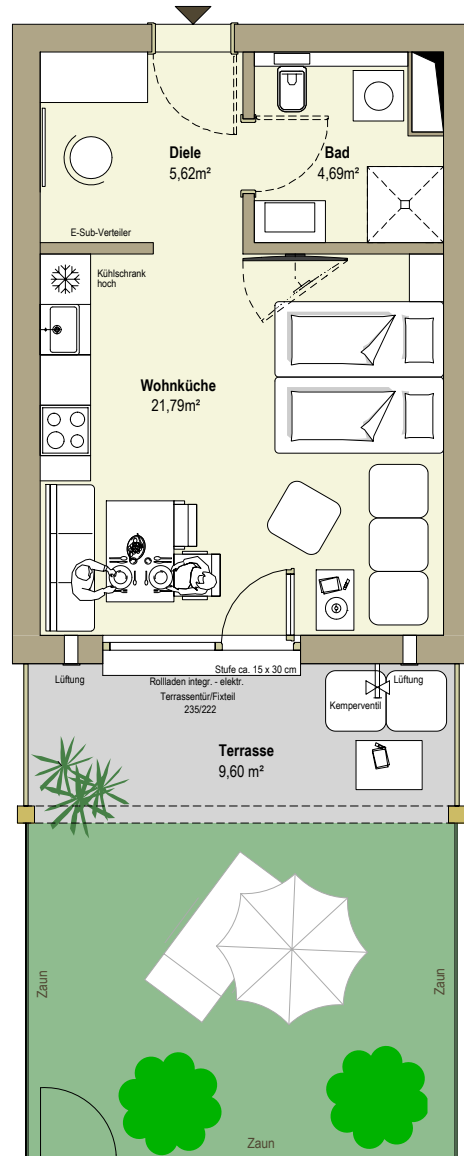 Diele
5,62m²
Bad
4,69m²
E-Sub-Verteiler
Kühlschrank
hoch
Wohnküche
21,79m²
Stufe ca. 15 x 30 cm
Lüftung
Rollladen integr. - elektr.
Lüftung
Terrassentür/Fixteil
235/222
Kemperventil
Terrasse
9,60 m²
Zaun
Zaun
Zaun